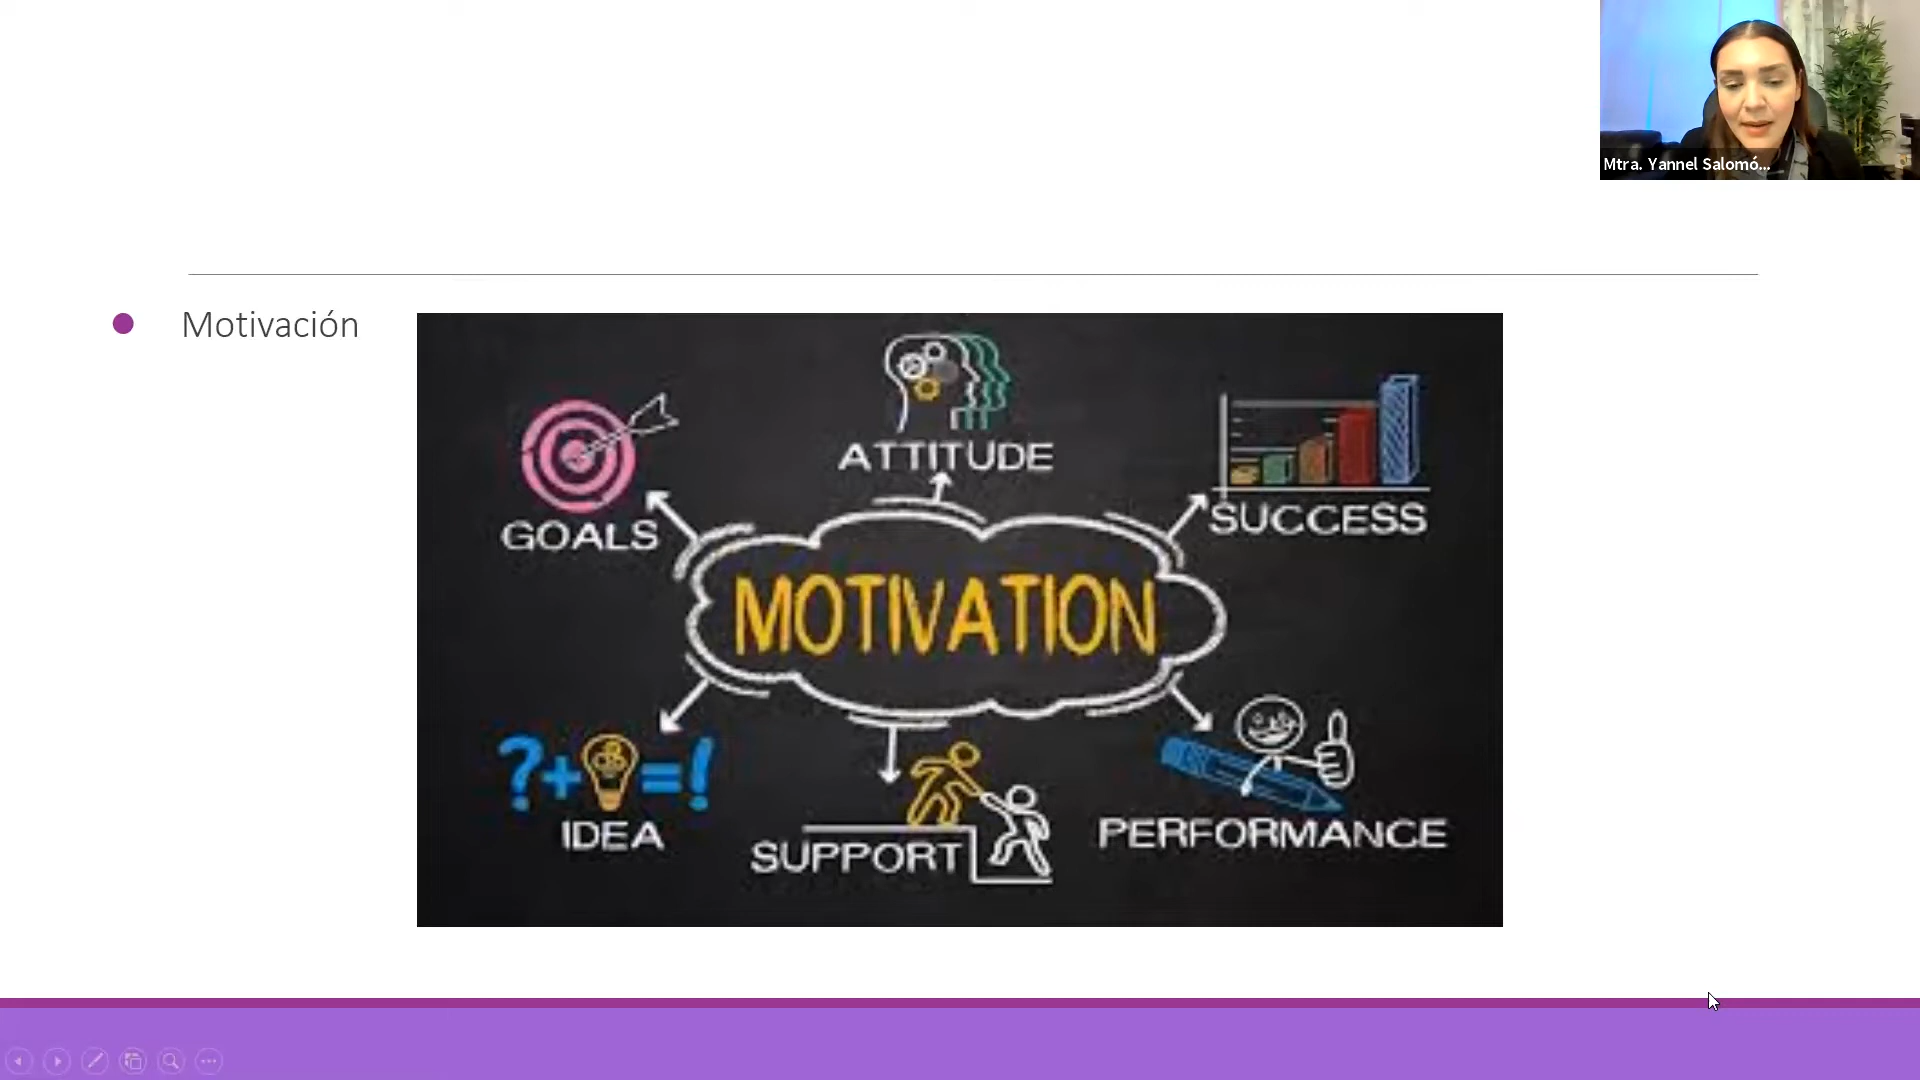 Mtra. Yannel Salomó...
Motivación
ATTITUDE
GOALS
SUCCESS
MOTIVATION
?+=!
IDEA
SUPPORT
PERFORMANCE